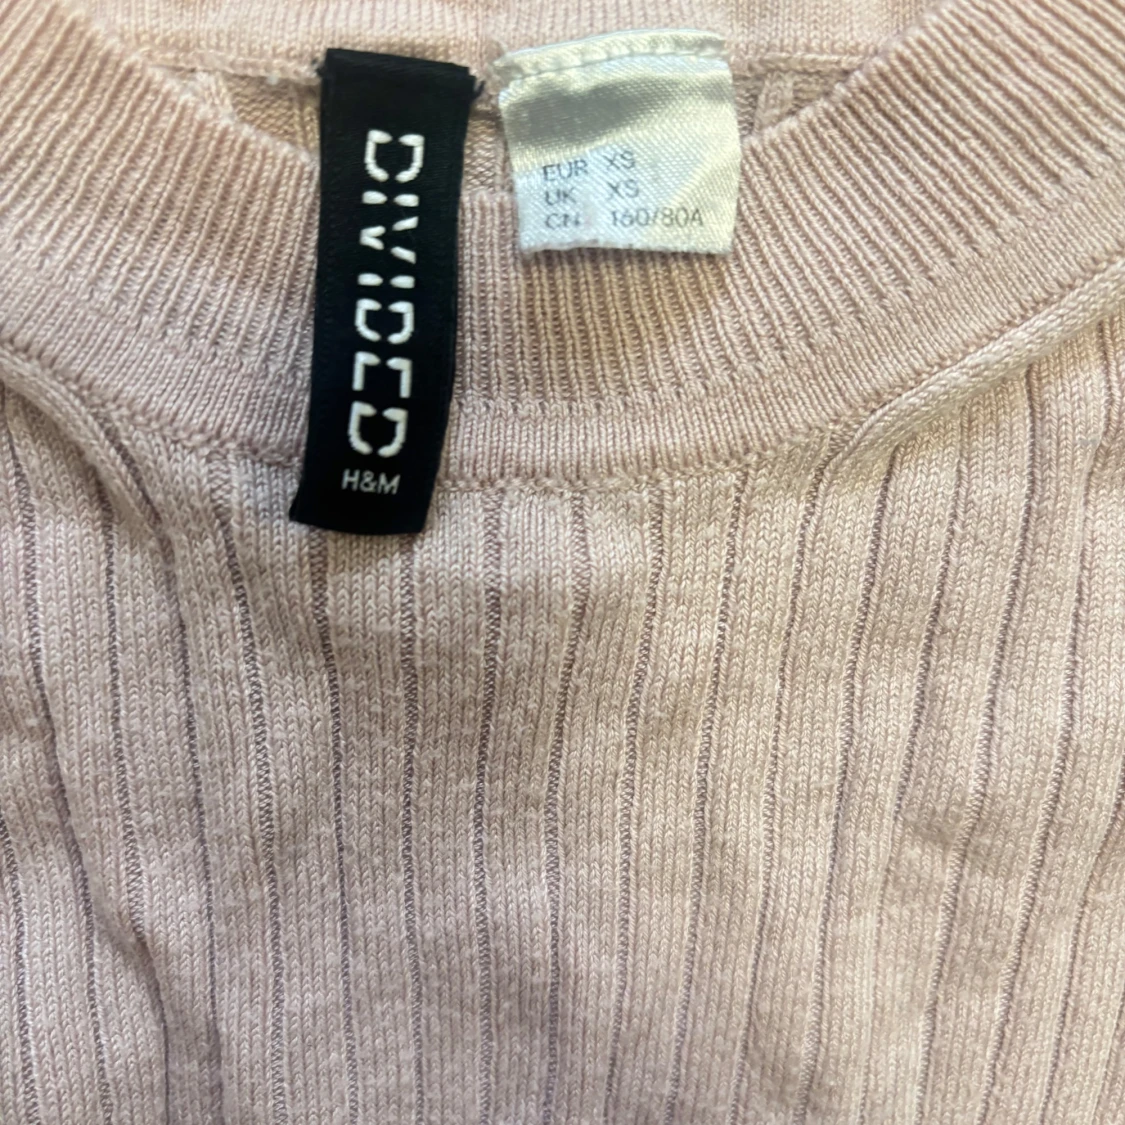 DIVIDED
H&M
EUR XS
UK XS
CN 160/80A